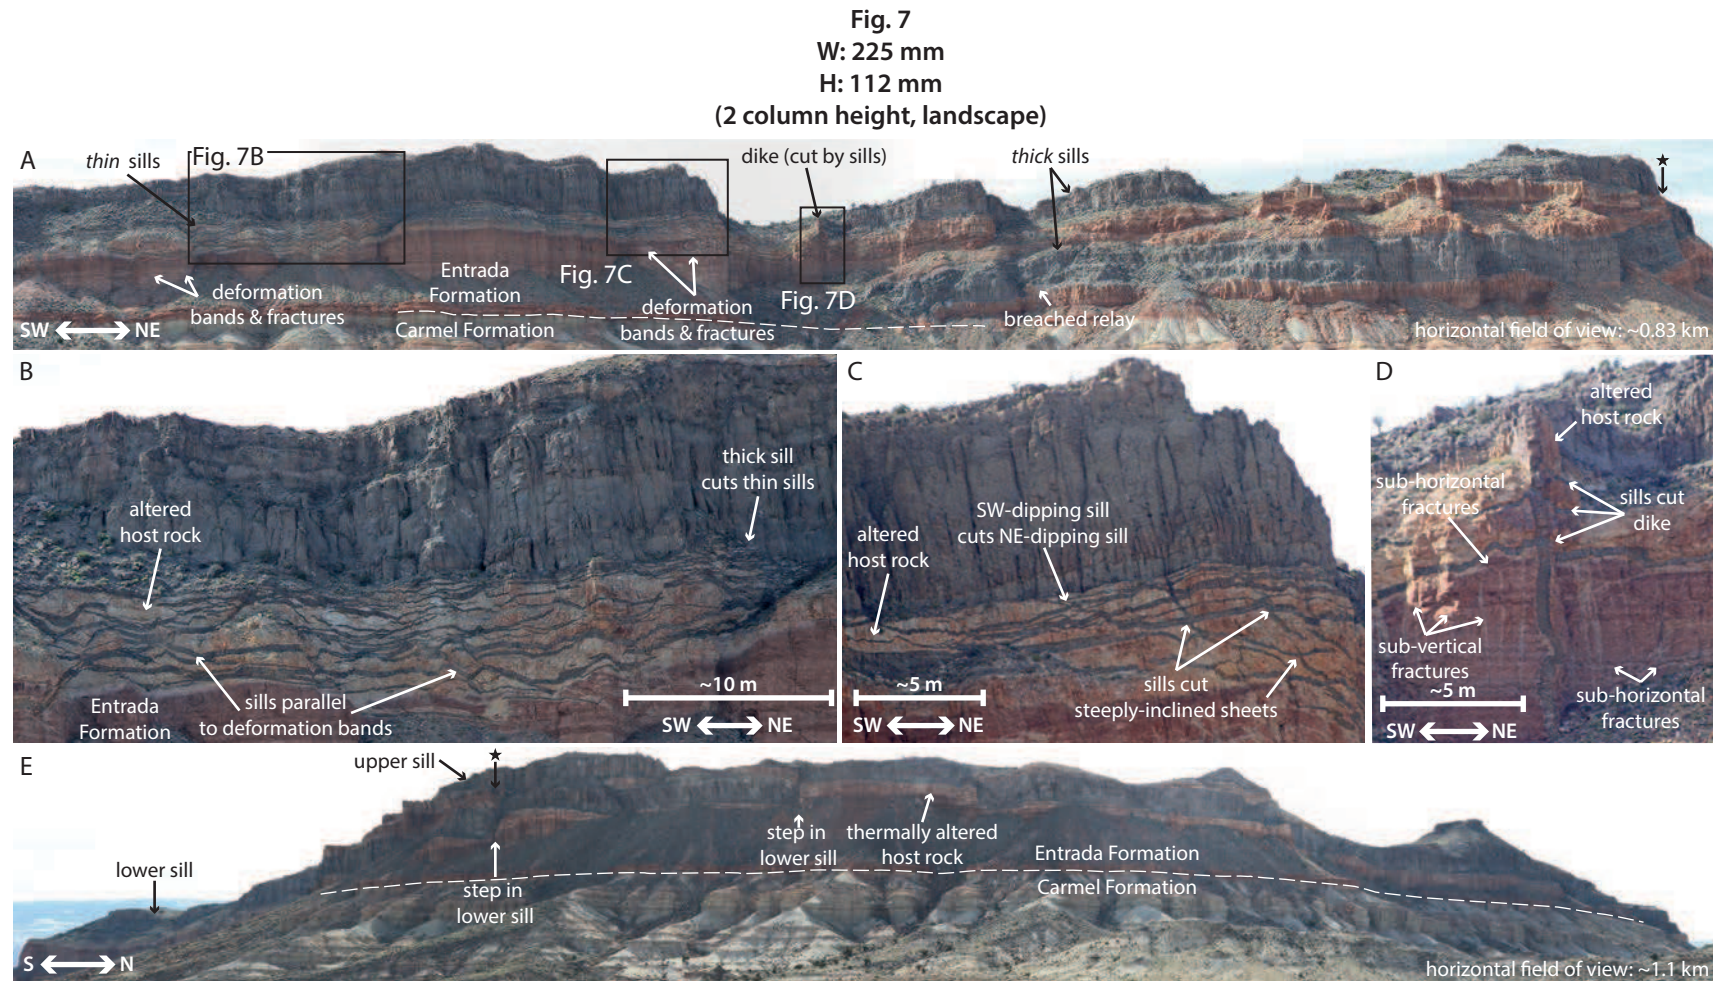 Fig. 7
W: 225 mm
H: 112 mm
(2 column height, landscape)
A
thin sills
Fig. 7B
dike (cut by sills)
thick sills
★
Fig. 7C
Fig. 7D
Entrada
Formation
Carmel Formation
deformation
bands & fractures
deformation
bands & fractures
breached relay
SW NE
horizontal field of view: ~0.83 km
B
altered
host rock
thick sill
cuts thin sills
Entrada
Formation
sills parallel
to deformation bands
~10 m
SW NE
C
altered
host rock
SW-dipping sill
cuts NE-dipping sill
~5 m
SW NE
sills cut
steeply-inclined sheets
D
altered
host rock
sub-horizontal
fractures
sills cut
dike
sub-vertical
fractures
~5 m
SW NE
sub-horizontal
fractures
E
upper sill
★
lower sill
step in
lower sill
step in
lower sill
thermally altered
host rock
Entrada Formation
Carmel Formation
S N
horizontal field of view: ~1.1 km